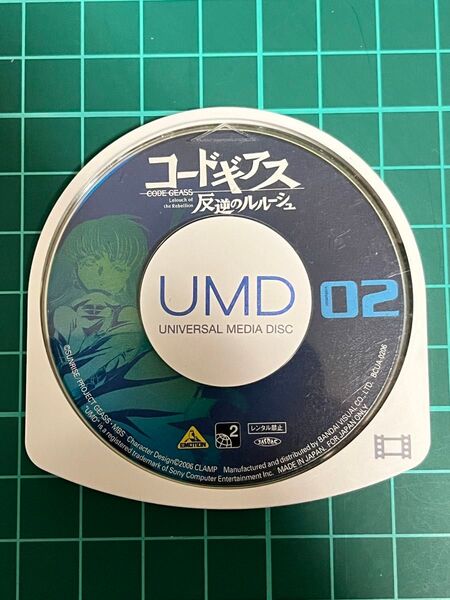 コードギアス
CODE GEASS
Lelouch of
the Rebellion
反逆のルルーシュ
UMD
UNIVERSAL MEDIA DISC
02
EMOTION
2
レンタル禁止
©SUNRISE/PROJECT GEASS・MBS Character Design©2006 CLAMP Manufactured and distributed by BANDAI VISUAL CO., LTD. BCUA-0206
"UMD" is a registered trademark of Sony Computer Entertainment Inc. MADE IN JAPAN. FOR JAPAN ONLY